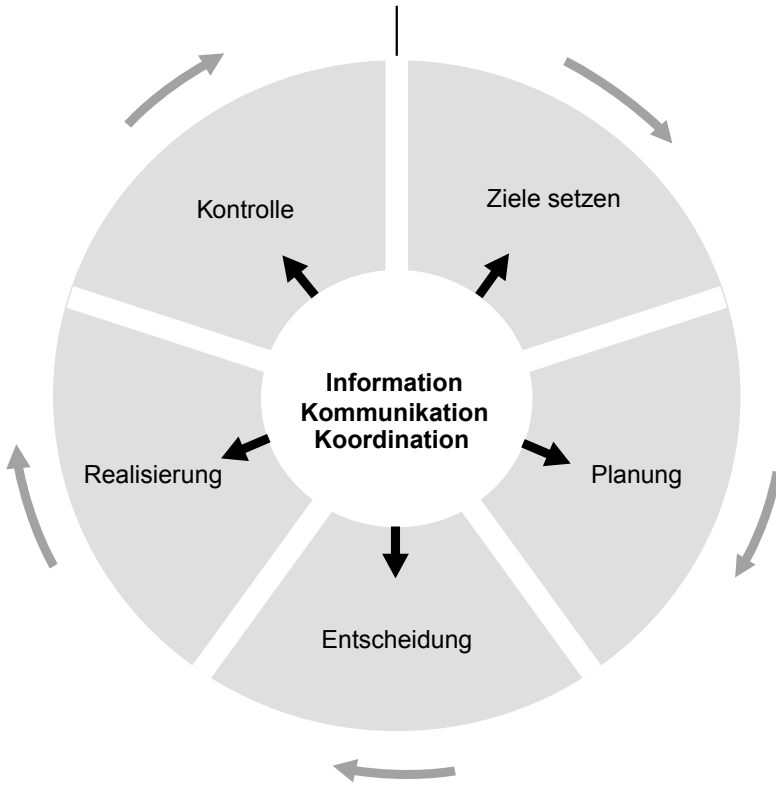 Kontrolle
Ziele setzen
Information
Kommunikation
Koordination
Realisierung
Planung
Entscheidung